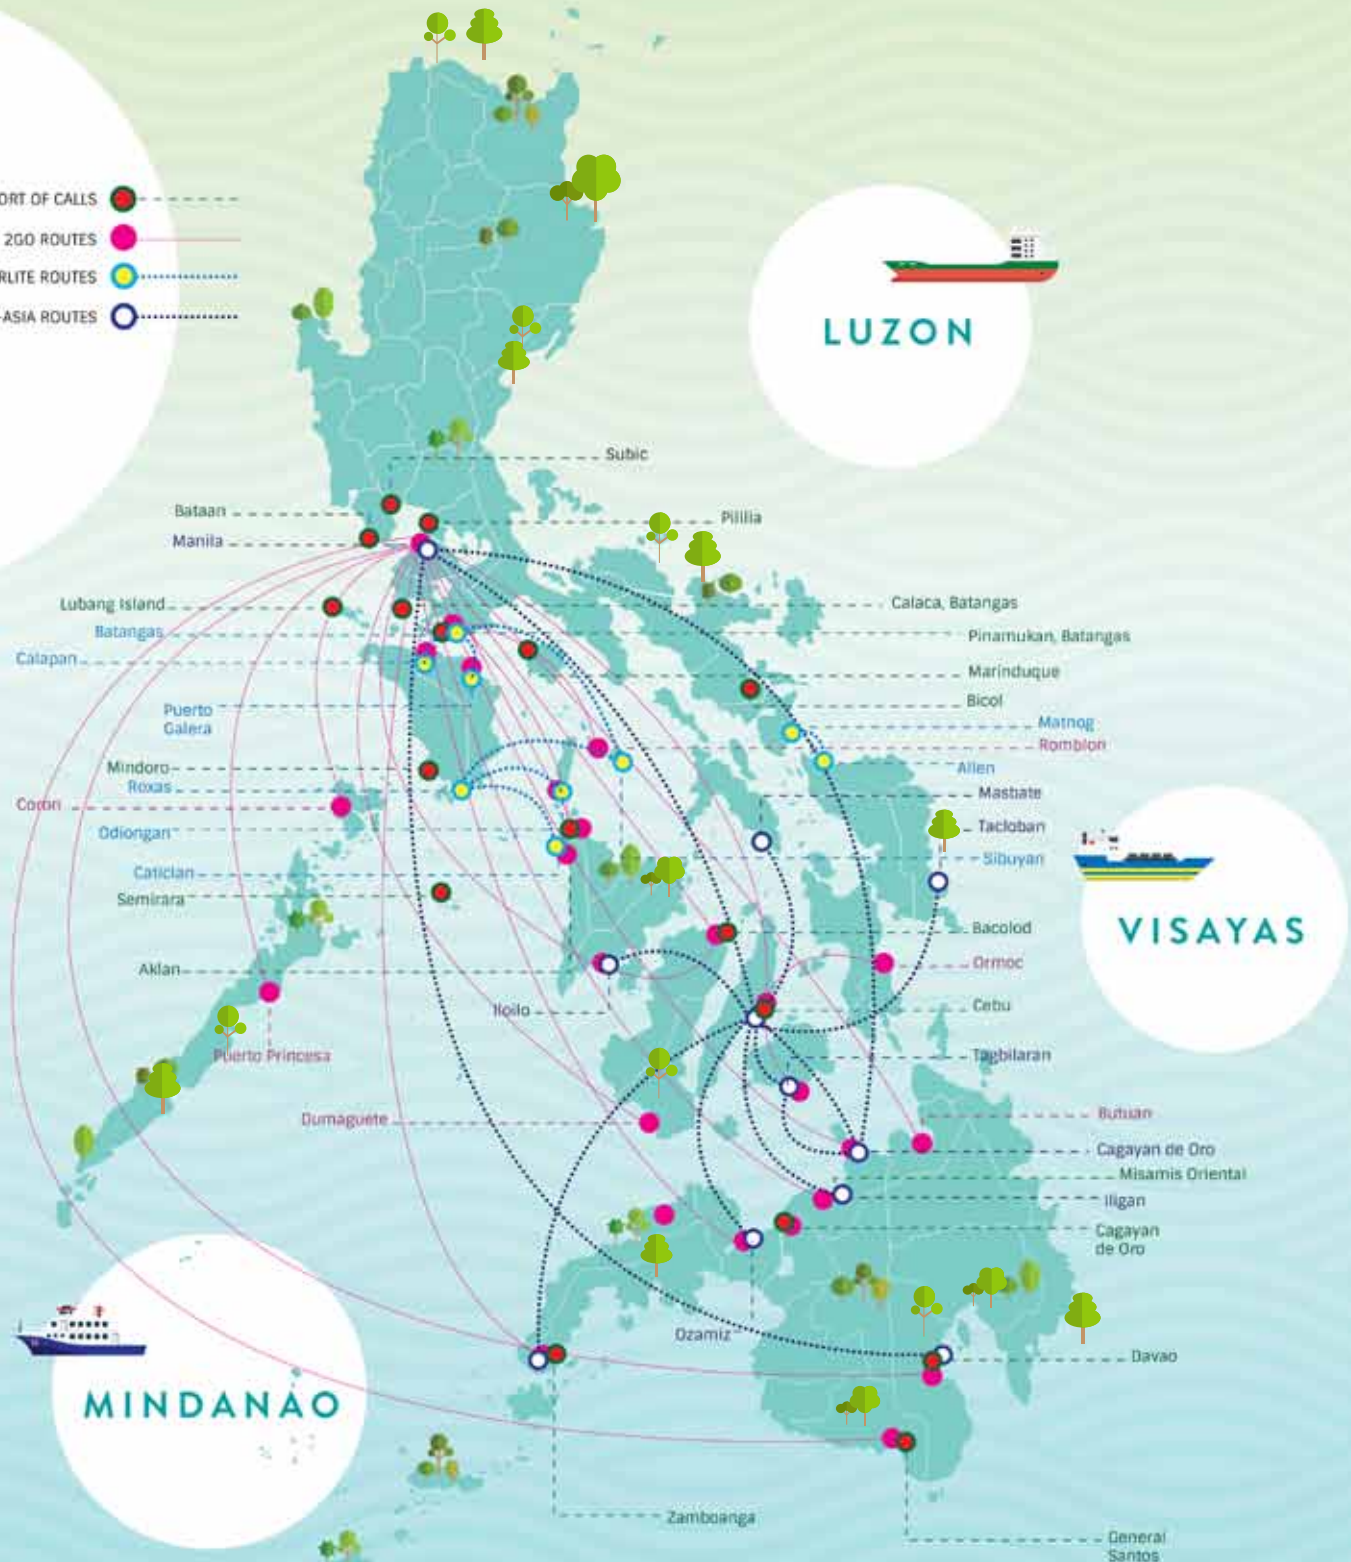 ORT OF CALLS
2GO ROUTES
RLITE ROUTES
-ASIA ROUTES
LUZON
Subic
Bataan
Pililia
Manila
Lubang Island
Calaca, Batangas
Batangas
Pinamukan, Batangas
Calapan
Marinduque
Bicol
Puerto
Galera
Matnog
Romblon
Mindoro
Allen
Roxas
Masbate
Coron
Tacloban
Odiongan
Sibuyan
Caticlan
Semirara
VISAYAS
Bacolod
Ormoc
Aklan
Iloilo
Cebu
Puerto Princesa
Tagbilaran
Dumaguete
Butuan
Cagayan de Oro
Misamis Oriental
Iligan
Cagayan
de Oro
Ozamiz
Davao
MINDANAO
Zamboanga
General
Santos